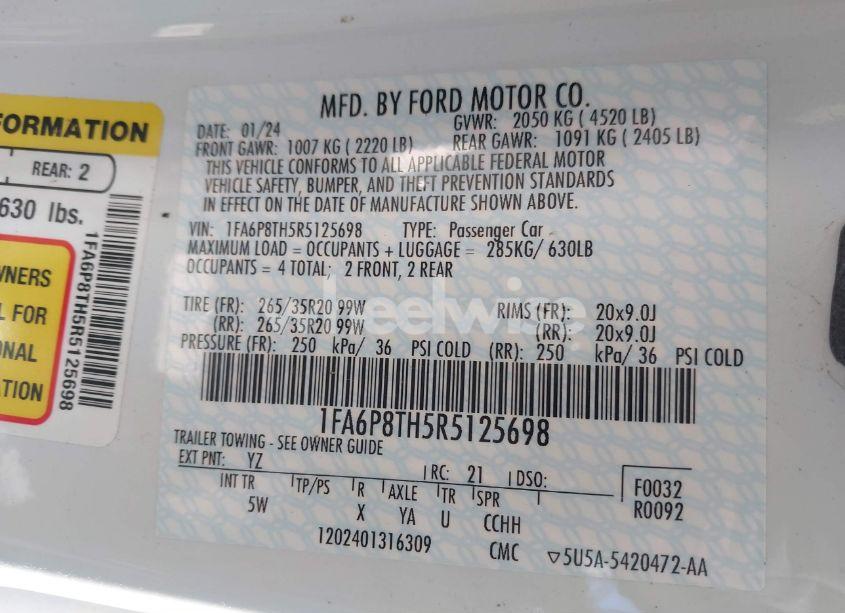 FORMATION
REAR: 2
630 lbs.
WNERS
L FOR
ONAL
ATION
1FA6P8TH5R5125698
MFD. BY FORD MOTOR CO.
DATE: 01/24 GVWR: 2050 KG ( 4520 LB)
FRONT GAWR: 1007 KG ( 2220 LB) REAR GAWR: 1091 KG ( 2405 LB)
THIS VEHICLE CONFORMS TO ALL APPLICABLE FEDERAL MOTOR
VEHICLE SAFETY, BUMPER, AND THEFT PREVENTION STANDARDS
IN EFFECT ON THE DATE OF MANUFACTURE SHOWN ABOVE.
VIN: 1FA6P8TH5R5125698 TYPE: Passenger Car
MAXIMUM LOAD = OCCUPANTS + LUGGAGE = 285KG/ 630LB
OCCUPANTS = 4 TOTAL; 2 FRONT, 2 REAR
TIRE (FR): 265/35R20 99W RIMS (FR): 20x9.0J
(RR): 265/35R20 99W (RR): 20x9.0J
PRESSURE (FR): 250 kPa/ 36 PSI COLD (RR): 250 kPa/ 36 PSI COLD
1FA6P8TH5R5125698
TRAILER TOWING - SEE OWNER GUIDE
EXT PNT: YZ RC: 21 DSO: F0032
INT TR TP/PS R AXLE TR SPR R0092
5W X YA U CCHH
1202401316309 CMC ▽5U5A-5420472-AA